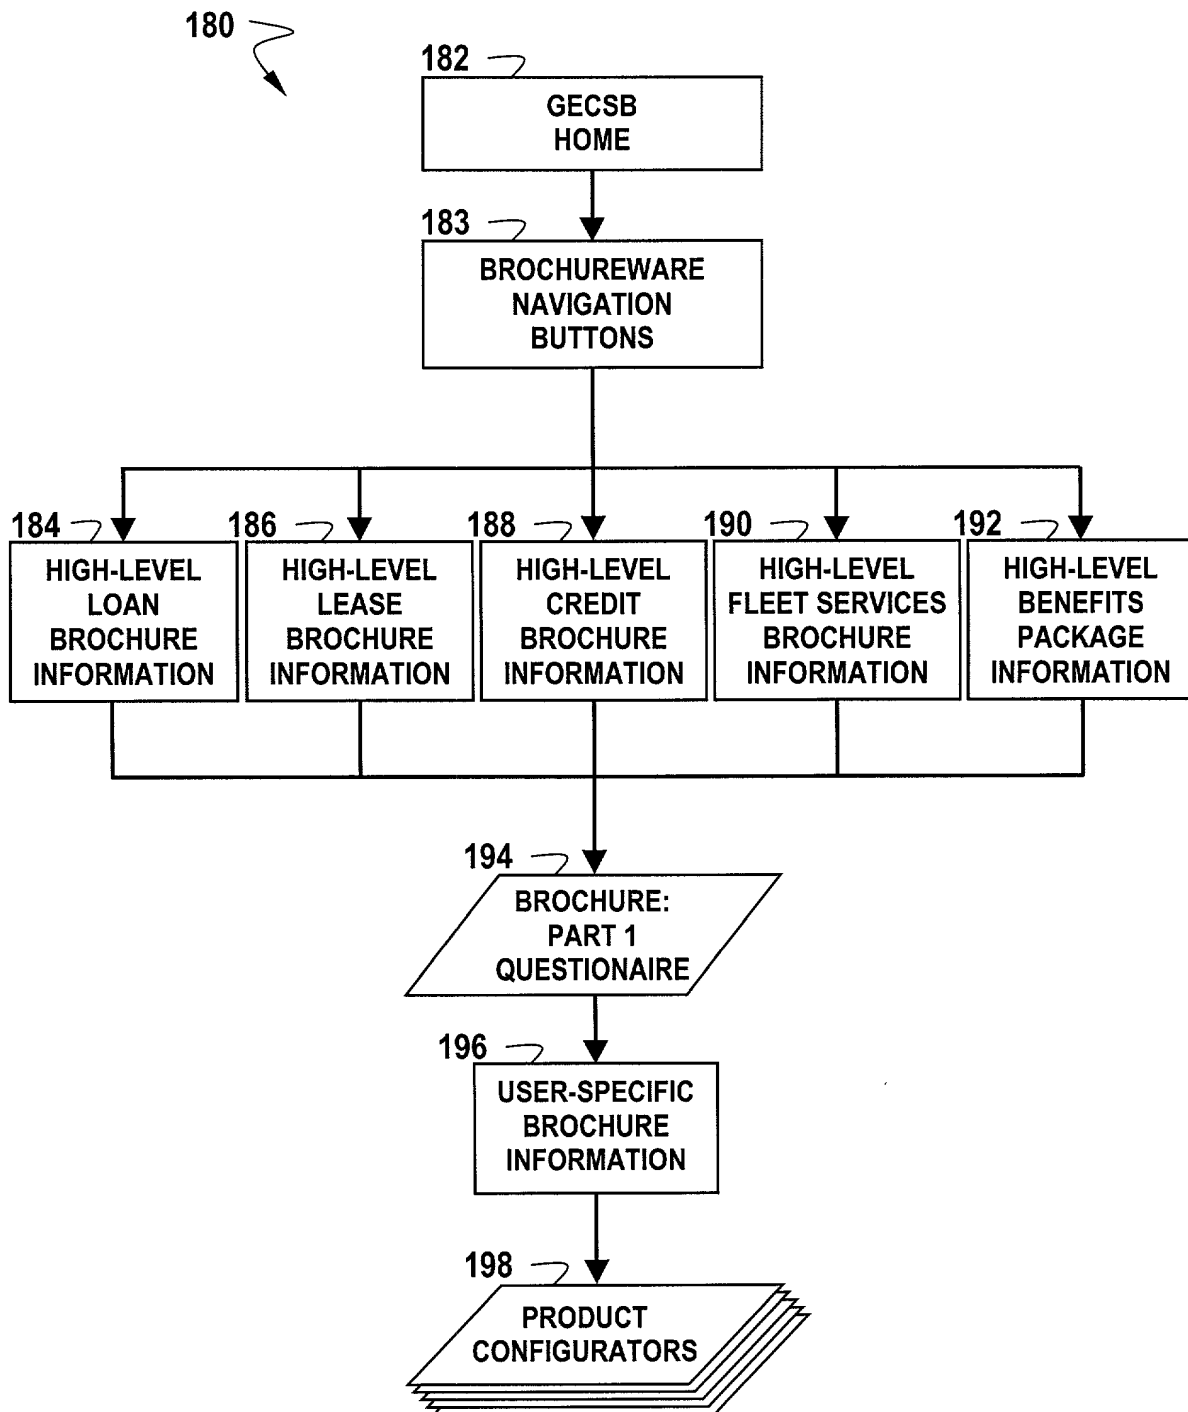 180
182
GECSB
HOME
183
BROCHUREWARE
NAVIGATION
BUTTONS
184
HIGH-LEVEL
LOAN
BROCHURE
INFORMATION
186
HIGH-LEVEL
LEASE
BROCHURE
INFORMATION
188
HIGH-LEVEL
CREDIT
BROCHURE
INFORMATION
190
HIGH-LEVEL
FLEET SERVICES
BROCHURE
INFORMATION
192
HIGH-LEVEL
BENEFITS
PACKAGE
INFORMATION
194
BROCHURE:
PART 1
QUESTIONAIRE
196
USER-SPECIFIC
BROCHURE
INFORMATION
198
PRODUCT
CONFIGURATORS